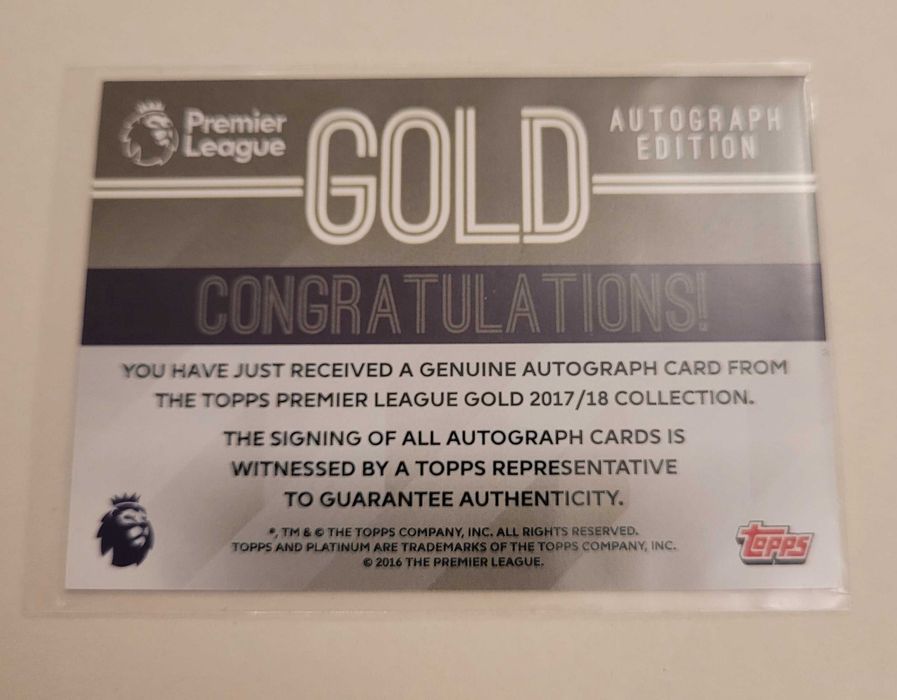 Premier
League
GOLD
AUTOGRAPH
EDITION
CONGRATULATIONS!
YOU HAVE JUST RECEIVED A GENUINE AUTOGRAPH CARD FROM
THE TOPPS PREMIER LEAGUE GOLD 2017/18 COLLECTION.
THE SIGNING OF ALL AUTOGRAPH CARDS IS
WITNESSED BY A TOPPS REPRESENTATIVE
TO GUARANTEE AUTHENTICITY.
®, TM & © THE TOPPS COMPANY, INC. ALL RIGHTS RESERVED.
TOPPS AND PLATINUM ARE TRADEMARKS OF THE TOPPS COMPANY, INC.
© 2016 THE PREMIER LEAGUE.
topps